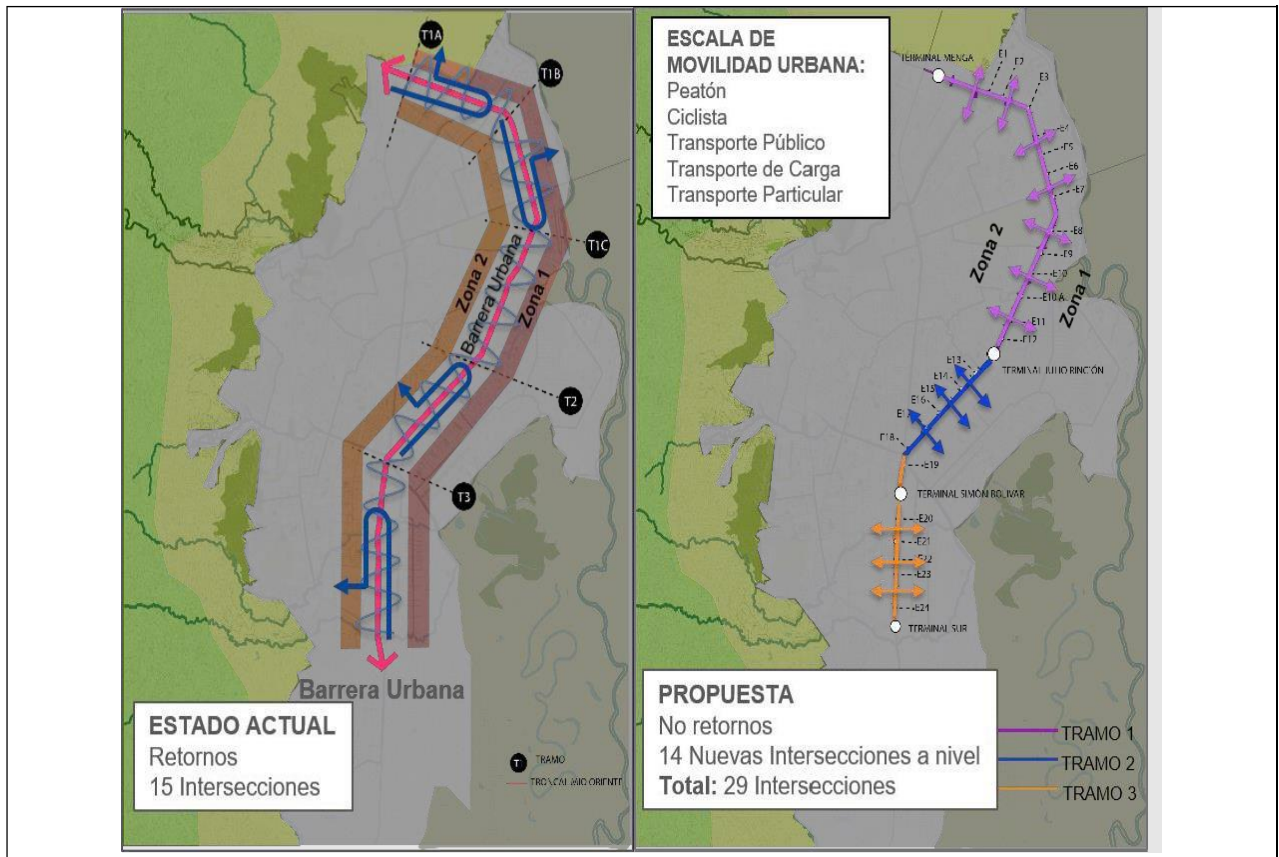 T1A
T1B
T1C
T2
T3
Zona 2
Barrera Urbana
Zona 1
Barrera Urbana
ESTADO ACTUAL
Retornos
15 Intersecciones
T1 TRAMO
TRONCAL MIO ORIENTE
ESCALA DE
MOVILIDAD URBANA:
Peatón
Ciclista
Transporte Público
Transporte de Carga
Transporte Particular
TERMINAL MENGA
E1
E2
E3
E4
E5
E6
E7
E8
E9
E10
E10 A
E11
E12
Zona 2
Zona 1
TERMINAL JULIO RINCÓN
E13
E14
E15
E16
E17
E18
E19
TERMINAL SIMÓN BOLIVAR
E20
E21
E22
E23
E24
TERMINAL SUR
PROPUESTA
No retornos
14 Nuevas Intersecciones a nivel
Total: 29 Intersecciones
TRAMO 1
TRAMO 2
TRAMO 3